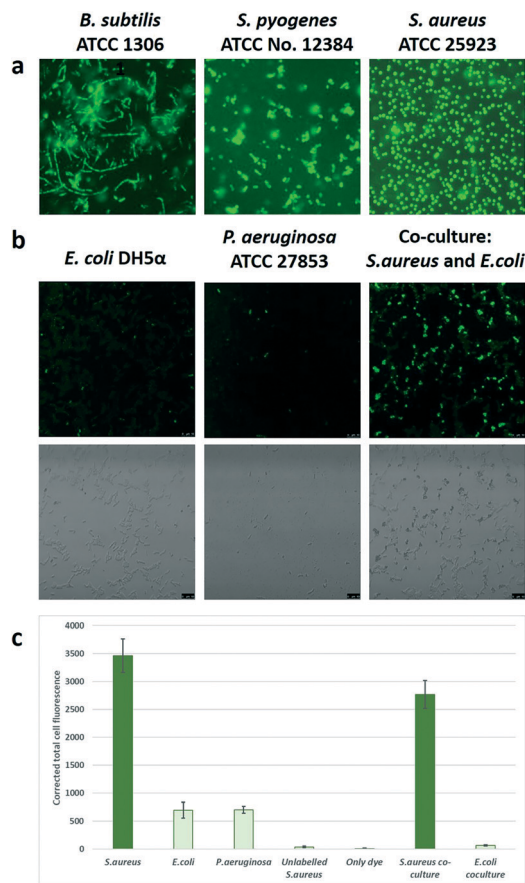 B. subtilis
ATCC 1306
S. pyogenes
ATCC No. 12384
S. aureus
ATCC 25923
a
b
E. coli DH5α
P. aeruginosa
ATCC 27853
Co-culture:
S.aureus and E.coli
c
Corrected total cell fluorescence
4000
3500
3000
2500
2000
1500
1000
500
0
S.aureus
E.coli
P.aeruginosa
Unlabelled
S.aureus
Only dye
S.aureus co-
culture
E.coli
coculture